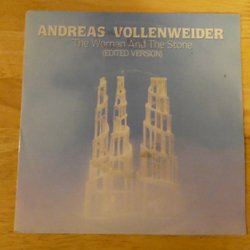 ANDREAS VOLLENWEIDER
The Woman And The Stone
(EDITED VERSION)